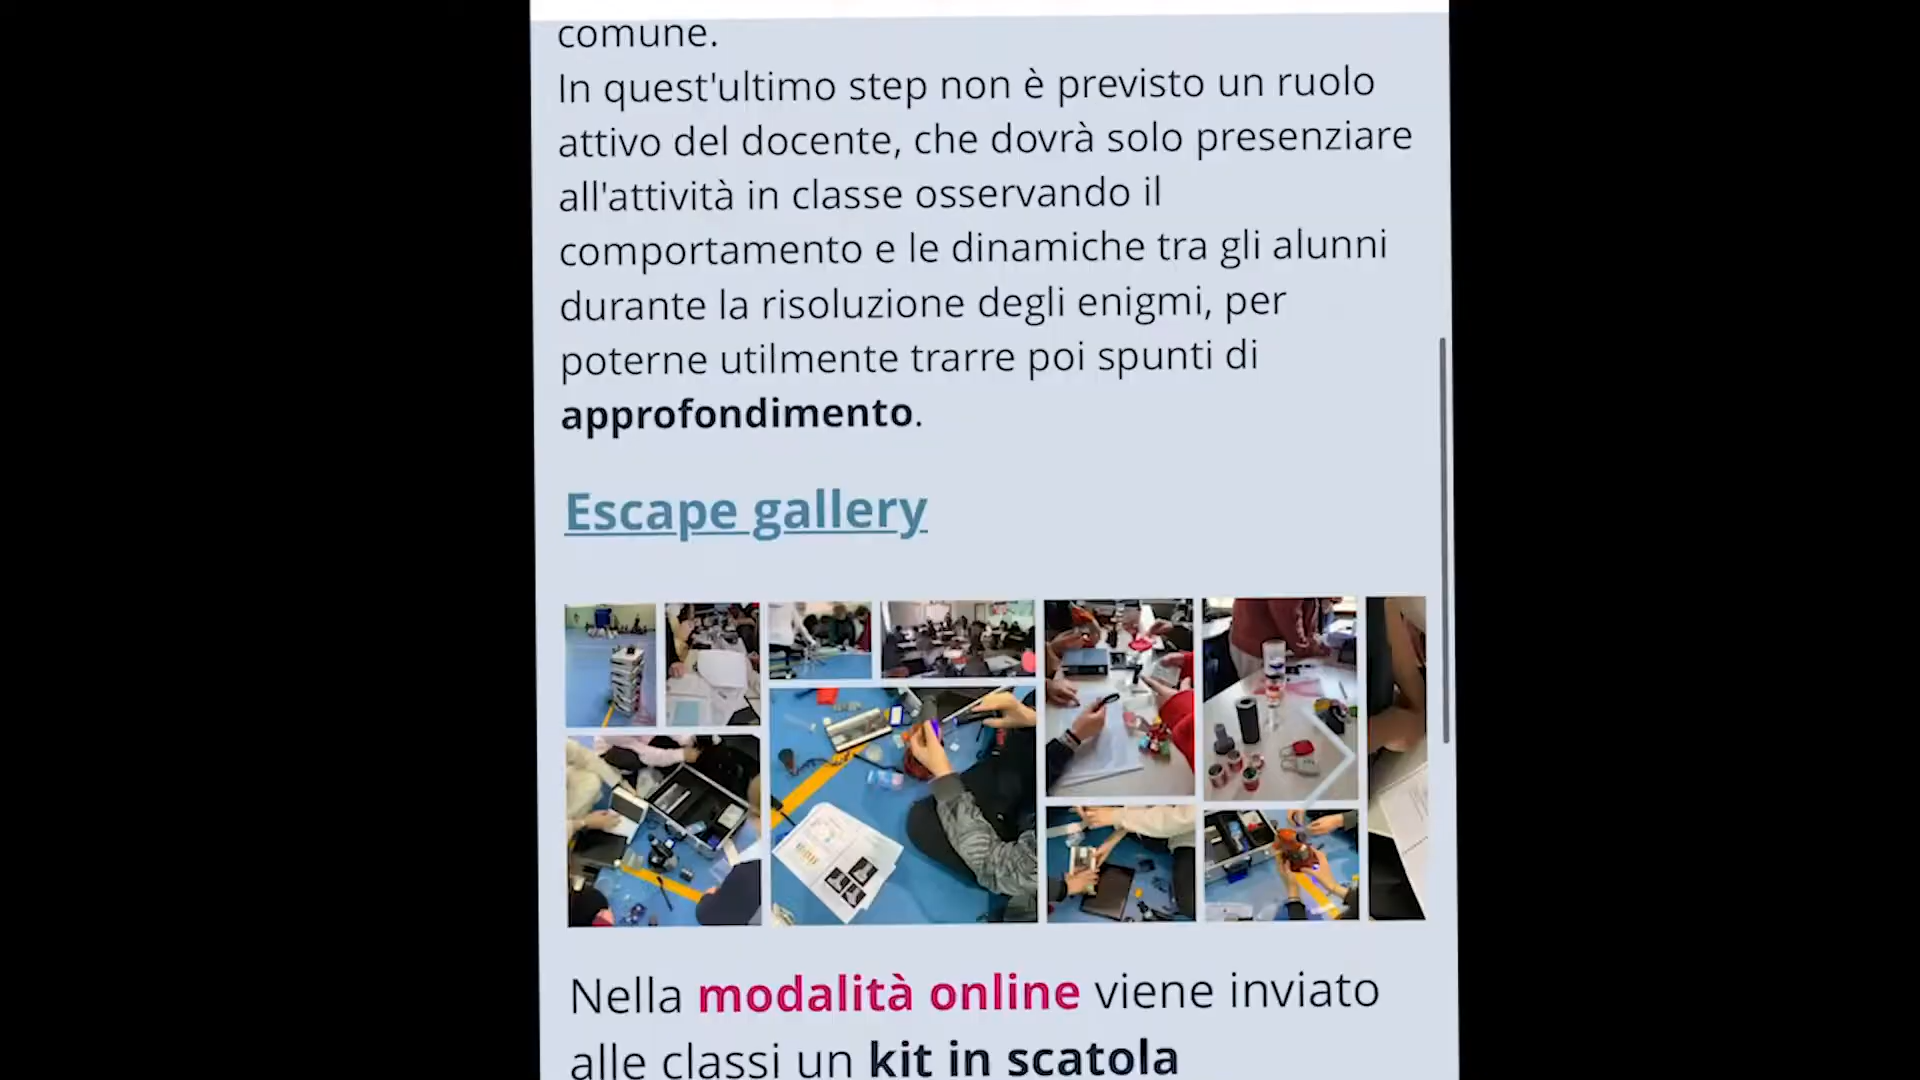 comune.
In quest'ultimo step non è previsto un ruolo
attivo del docente, che dovrà solo presenziare
all'attività in classe osservando il
comportamento e le dinamiche tra gli alunni
durante la risoluzione degli enigmi, per
poterne utilmente trarre poi spunti di
approfondimento.
Escape gallery
Nella modalità online viene inviato
alle classi un kit in scatola